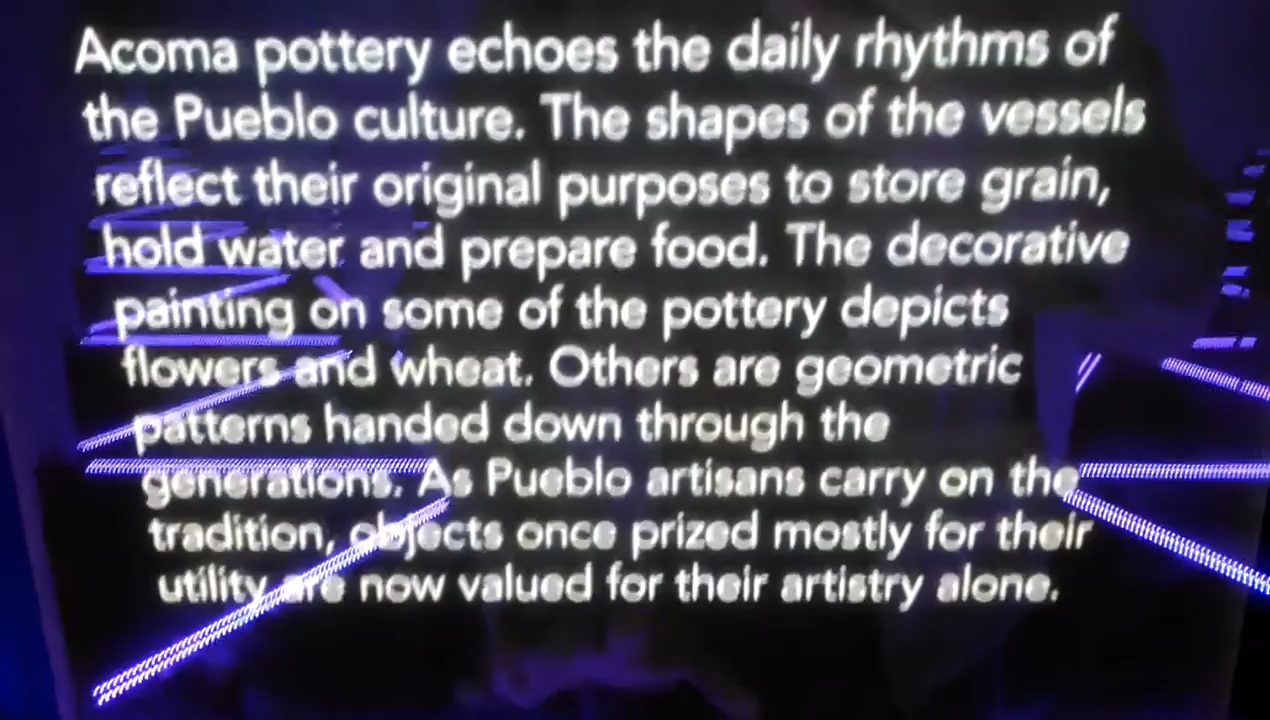 Acoma pottery echoes the daily rhythms of
the Pueblo culture. The shapes of the vessels
reflect their original purposes to store grain,
hold water and prepare food. The decorative
painting on some of the pottery depicts
flowers and wheat. Others are geometric
patterns handed down through the
generations. As Pueblo artisans carry on the
tradition, objects once prized mostly for their
utility are now valued for their artistry alone.